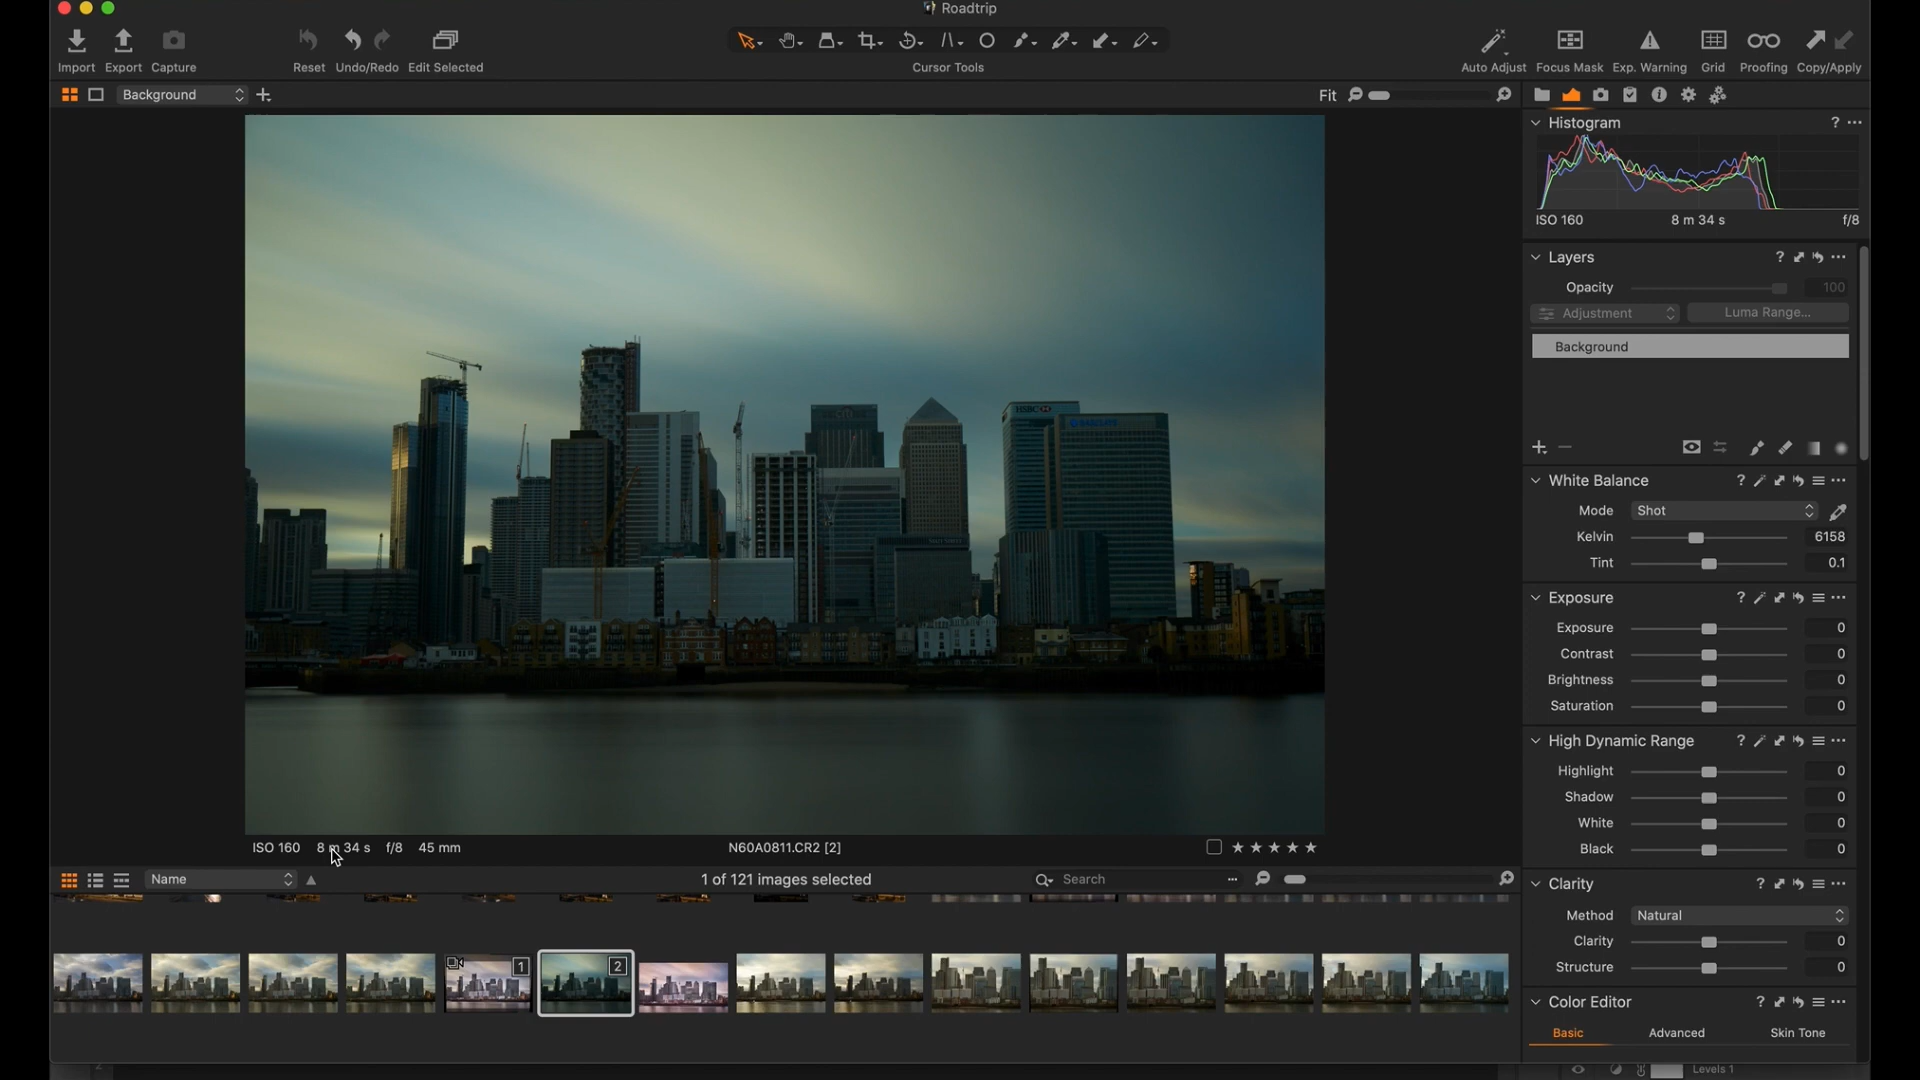 Roadtrip
Import Export Capture Reset Undo/Redo Edit Selected Cursor Tools Auto Adjust Focus Mask Exp. Warning Grid Proofing Copy/Apply
Background Fit
Histogram ?
ISO 160 8 m 34 s f/8
Layers ?
Opacity 100
Adjustment Luma Range...
Background
HSBC
BARCLAYS
White Balance ?
Mode Shot
Kelvin 6158
Tint 0.1
Exposure ?
Exposure 0
Contrast 0
Brightness 0
Saturation 0
High Dynamic Range ?
Highlight 0
Shadow 0
White 0
Black 0
ISO 160 8 m 34 s f/8 45 mm N60A0811.CR2 [2]
Name 1 of 121 images selected Search
Clarity ?
Method Natural
Clarity 0
Structure 0
1 2
Color Editor ?
Basic Advanced Skin Tone
2 Levels 1